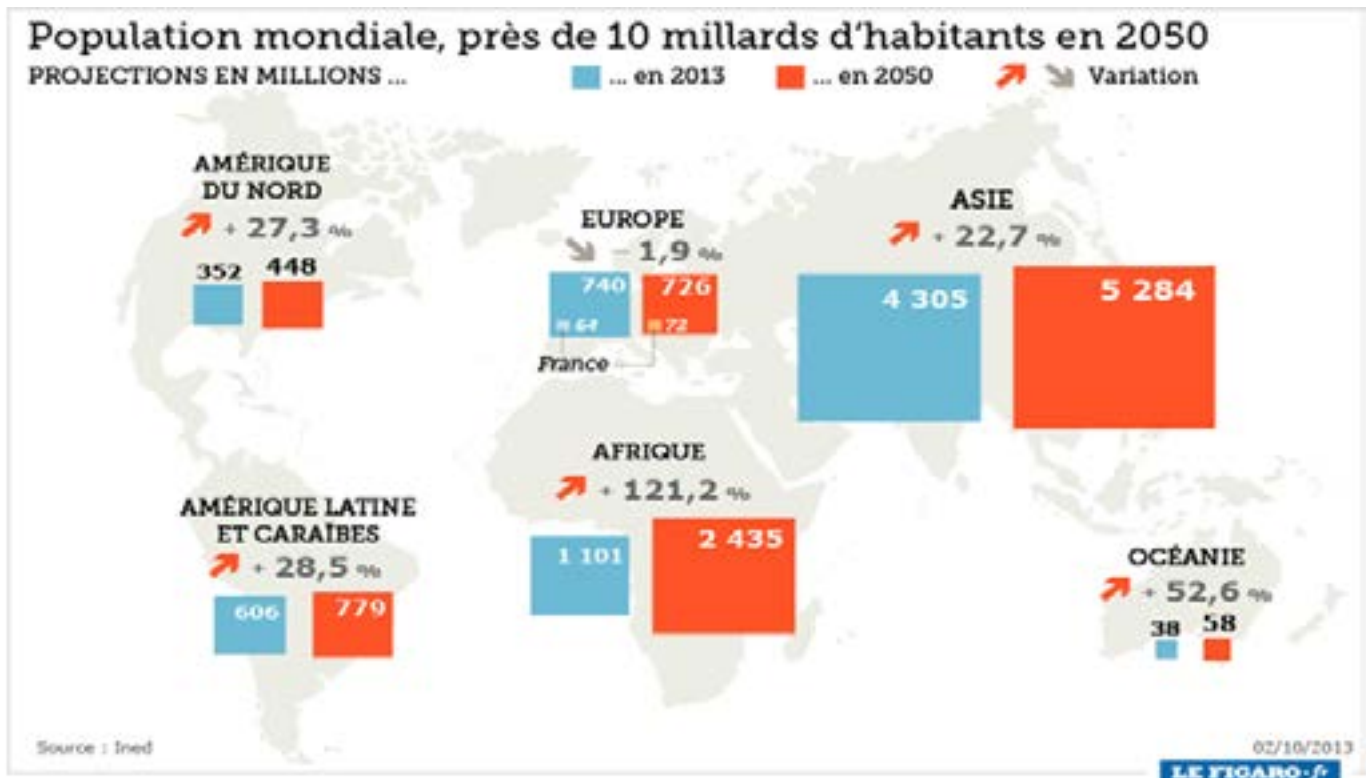 Population mondiale, près de 10 millards d'habitants en 2050
PROJECTIONS EN MILLIONS ...
... en 2013
... en 2050
Variation
AMÉRIQUE
DU NORD
+ 27,3 %
352
448
EUROPE
– 1,9 %
740
726
64
72
France
ASIE
+ 22,7 %
4 305
5 284
AFRIQUE
+ 121,2 %
1 101
2 435
AMÉRIQUE LATINE
ET CARAÏBES
+ 28,5 %
606
779
OCÉANIE
+ 52,6 %
38
58
Source : Ined
02/10/2013
LE FIGARO·fr